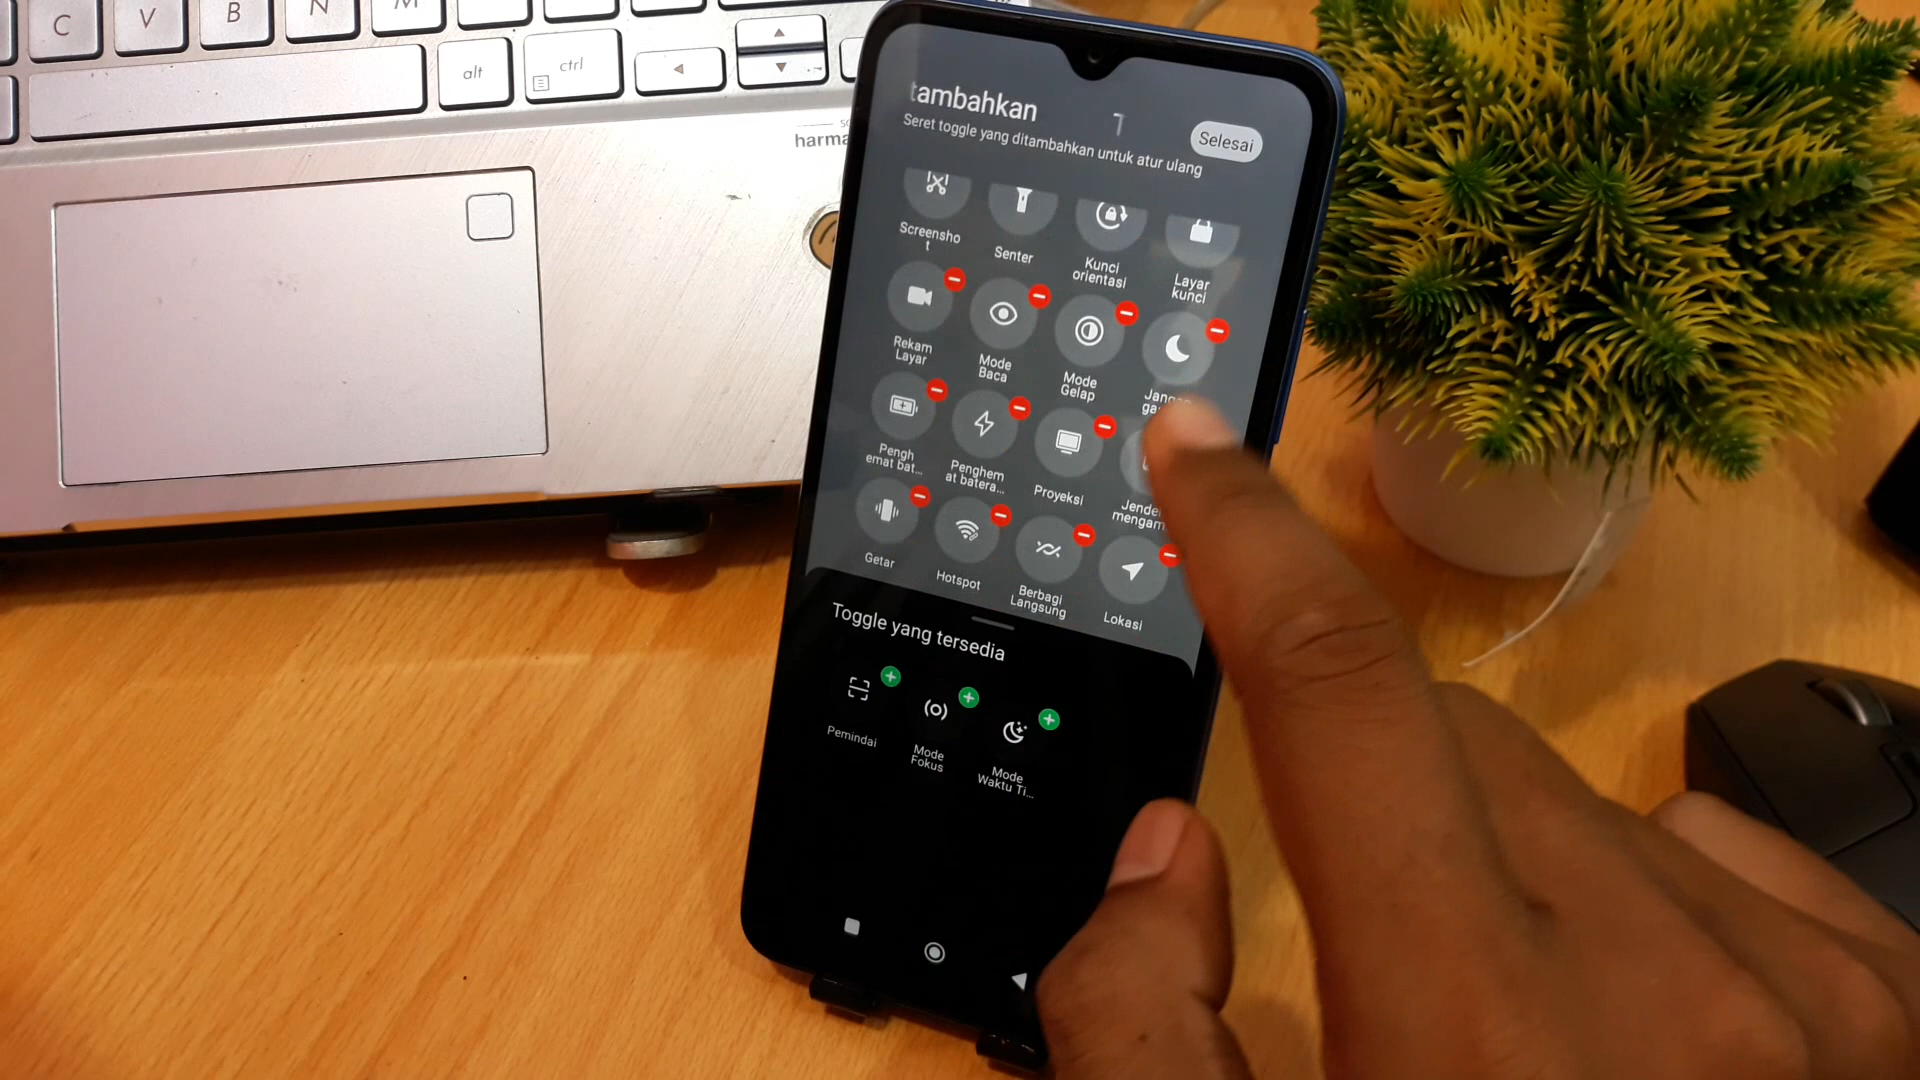 C
V
B
N
M
alt
ctrl
harma
tambahkan
Seret toggle yang ditambahkan untuk atur ulang
Selesai
Screensho
t
Senter
Kunci
orientasi
Layar
kunci
Rekam
Layar
Mode
Baca
Mode
Gelap
Pengh
emat bat...
Penghem
at batera...
Proyeksi
Getar
Hotspot
Berbagi
Langsung
Lokasi
Toggle yang tersedia
Pemindai
Mode
Fokus
Mode
Waktu Ti...